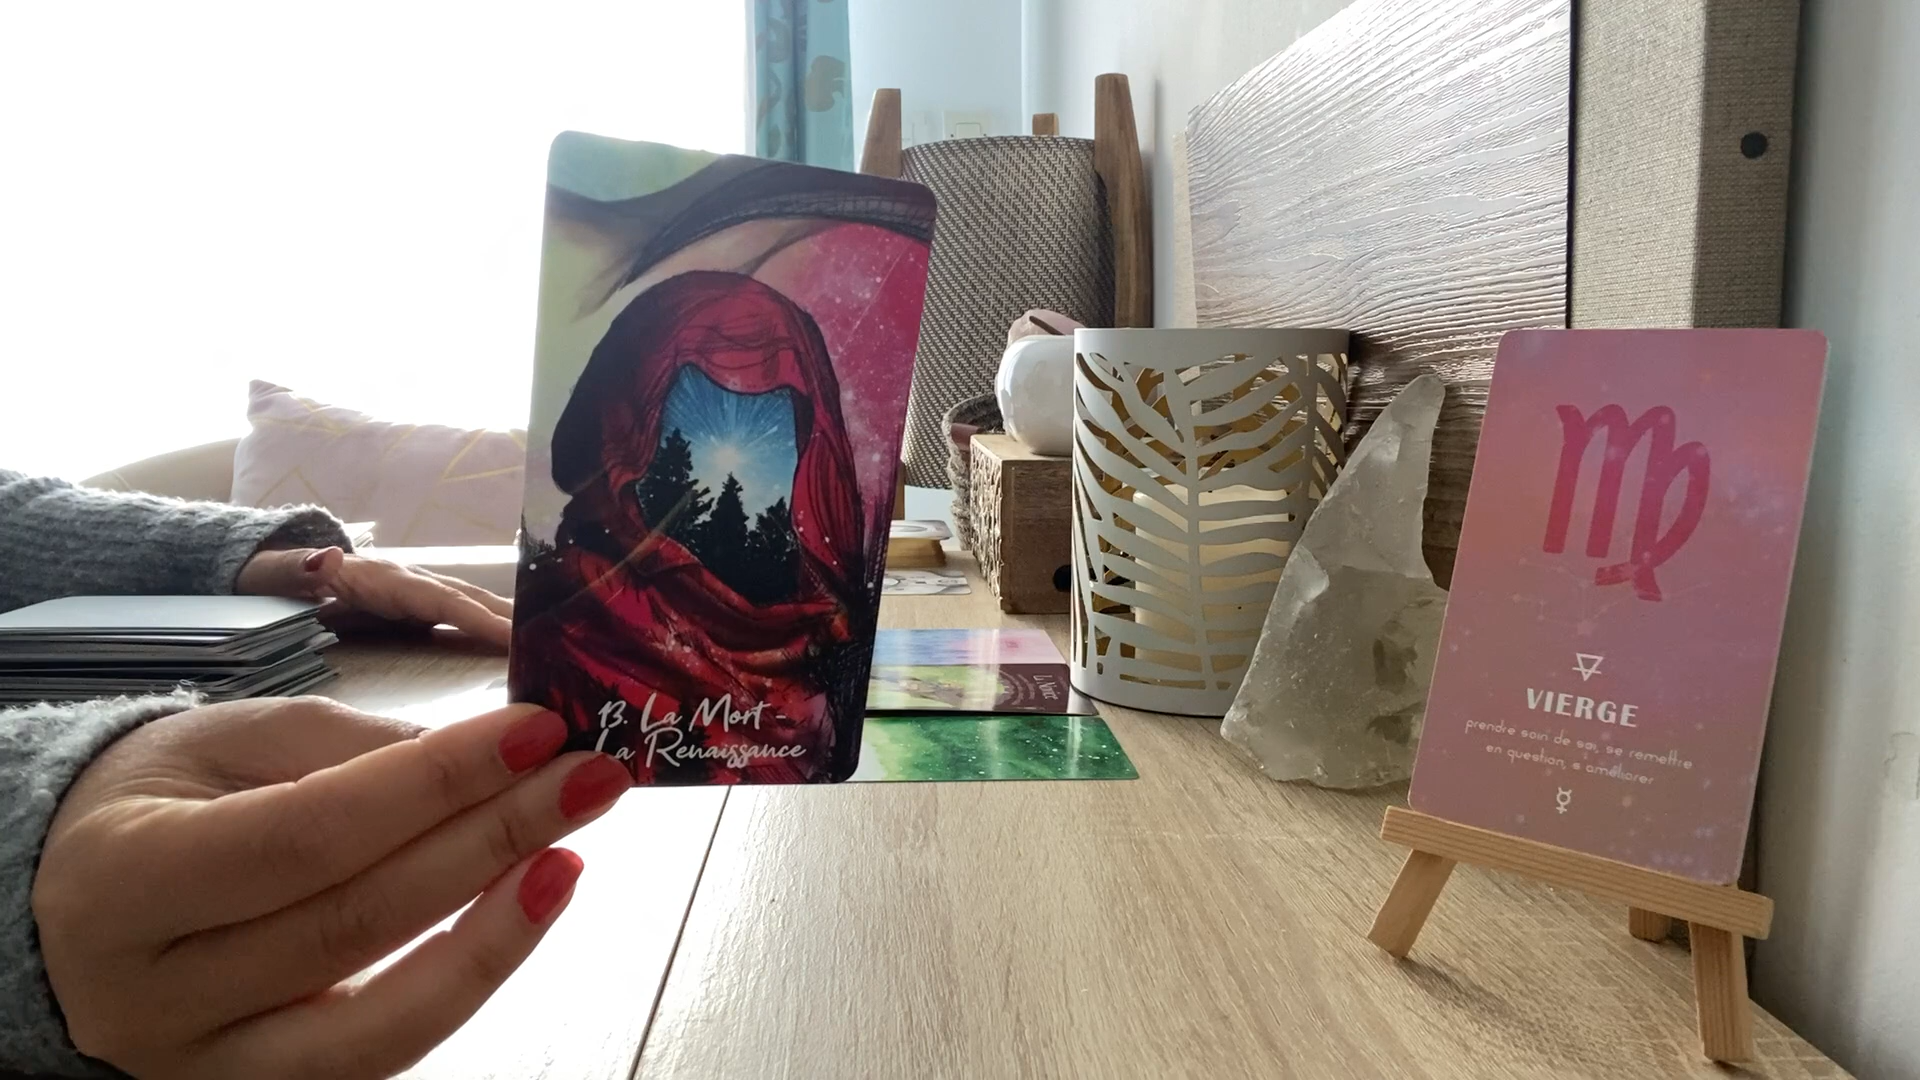 13. La Mort -
La Renaissance
VIERGE
prendre soin de soi, se remettre
en question, s'améliorer